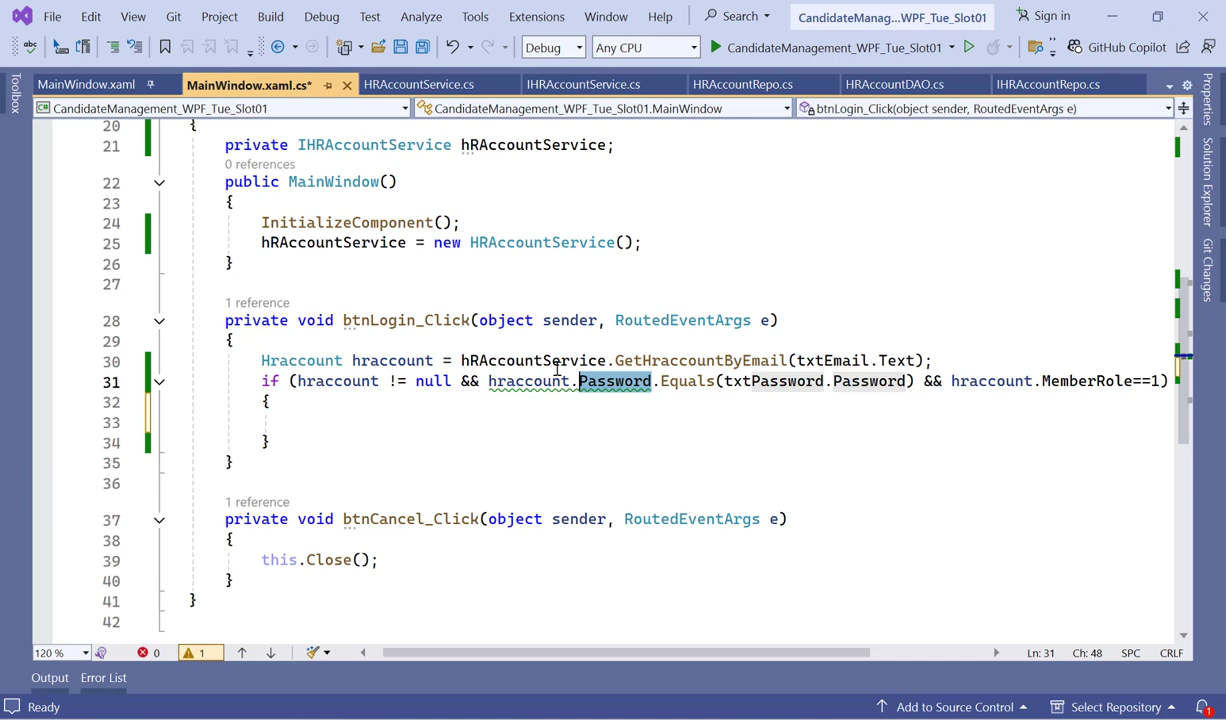 File Edit View Git Project Build Debug Test Analyze Tools Extensions Window Help Search CandidateManag...WPF_Tue_Slot01 Sign in
Debug Any CPU CandidateManagement_WPF_Tue_Slot01 GitHub Copilot
MainWindow.xaml MainWindow.xaml.cs* HRAccountService.cs IHRAccountService.cs HRAccountRepo.cs HRAccountDAO.cs IHRAccountRepo.cs
CandidateManagement_WPF_Tue_Slot01 CandidateManagement_WPF_Tue_Slot01.MainWindow btnLogin_Click(object sender, RoutedEventArgs e)
Toolbox
Properties
Solution Explorer
Git Changes
20 {
21 private IHRAccountService hRAccountService;
0 references
22 public MainWindow()
23 {
24 InitializeComponent();
25 hRAccountService = new HRAccountService();
26 }
27
1 reference
28 private void btnLogin_Click(object sender, RoutedEventArgs e)
29 {
30 Hraccount hraccount = hRAccountService.GetHraccountByEmail(txtEmail.Text);
31 if (hraccount != null && hraccount.Password.Equals(txtPassword.Password) && hraccount.MemberRole==1)
32 {
33
34 }
35 }
36
1 reference
37 private void btnCancel_Click(object sender, RoutedEventArgs e)
38 {
39 this.Close();
40 }
41 }
42
120 % 0 1 Ln: 31 Ch: 48 SPC CRLF
Output Error List
Ready Add to Source Control Select Repository 1